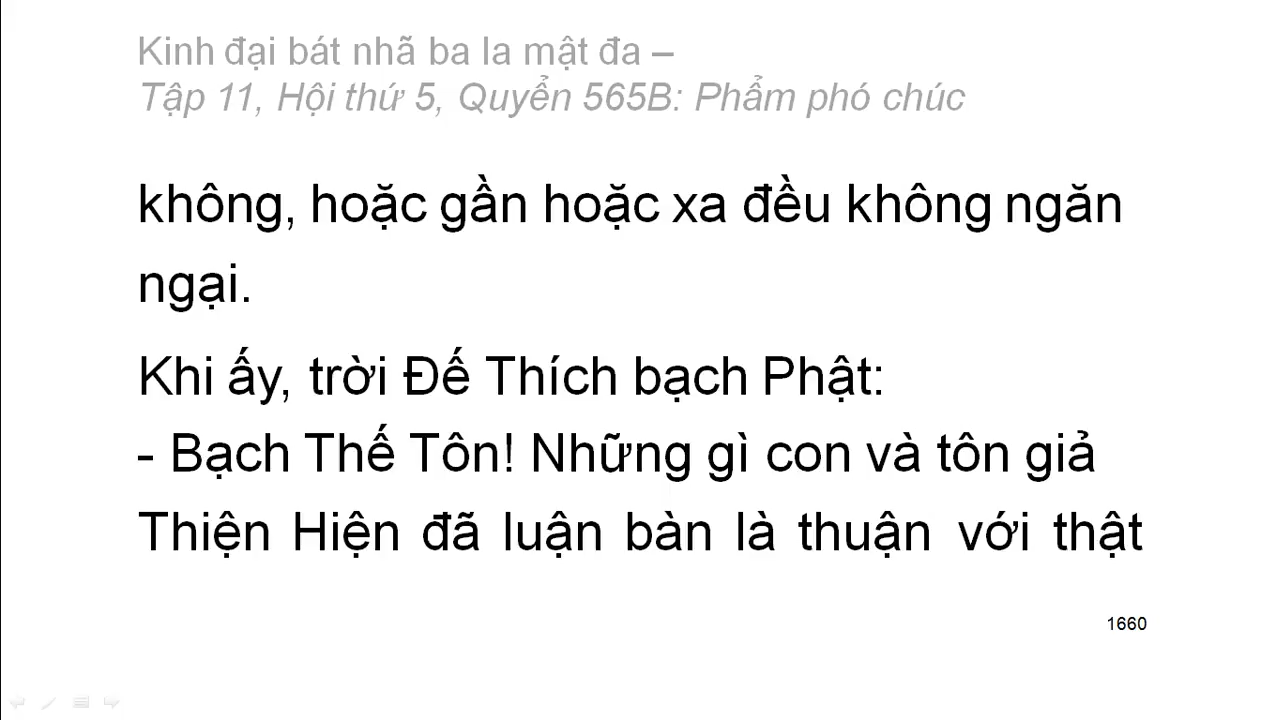 Kinh đại bát nhã ba la mật đa –
Tập 11, Hội thứ 5, Quyển 565B: Phẩm phó chúc
không, hoặc gần hoặc xa đều không ngăn
ngại.
Khi ấy, trời Đế Thích bạch Phật:
- Bạch Thế Tôn! Những gì con và tôn giả
Thiện Hiện đã luận bàn là thuận với thật
1660